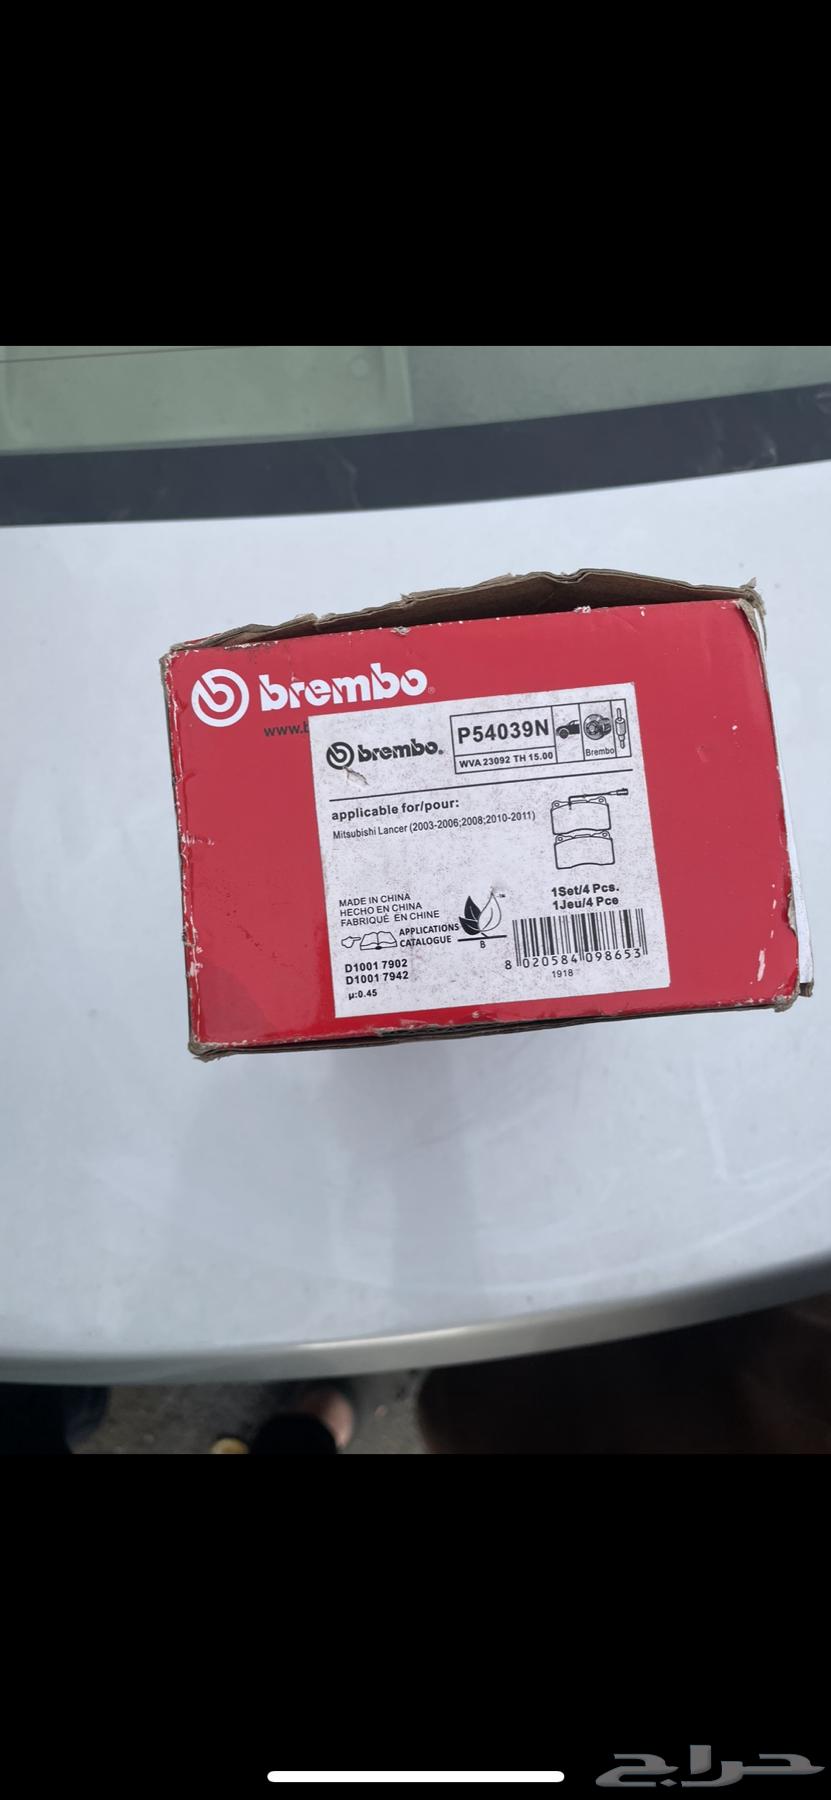 brembo
www.b
brembo.
P54039N
WVA 23092 TH 15.00
Brembo
applicable for/pour:
Mitsubishi Lancer (2003-2006;2008;2010-2011)
1Set/4 Pcs.
1Jeu/4 Pce
MADE IN CHINA
HECHO EN CHINA
FABRIQUÉ EN CHINE
APPLICATIONS
CATALOGUE
B
D1001 7902
D1001 7942
µ:0.45
8 020584 098653
1918
حراج